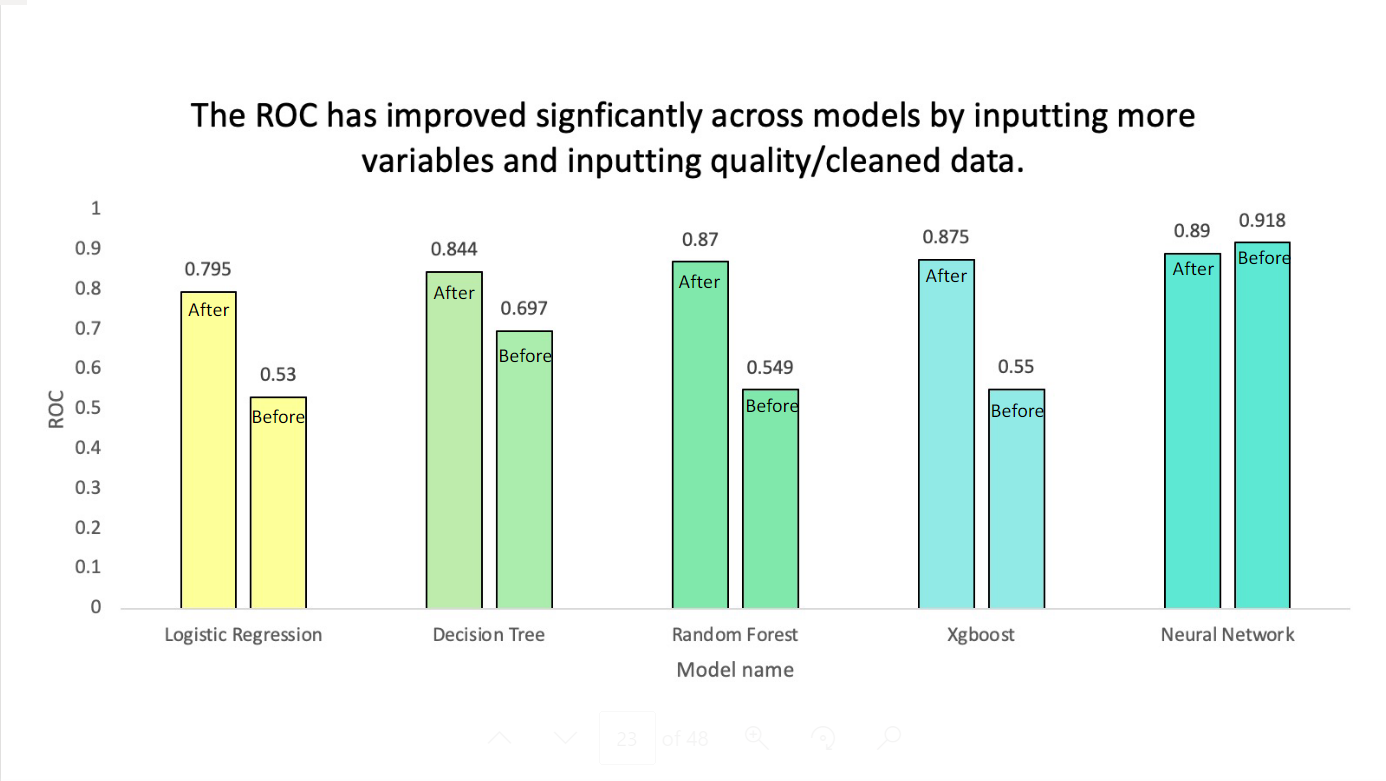 The ROC has improved signficantly across models by inputting more
variables and inputting quality/cleaned data.
1
0.9
0.8
0.7
0.6
0.5
0.4
0.3
0.2
0.1
0
ROC
0.795
After
0.53
Before
0.844
After
0.697
Before
0.87
After
0.549
Before
0.875
After
0.55
Before
0.89
After
0.918
Before
Logistic Regression
Decision Tree
Random Forest
Xgboost
Neural Network
Model name
23 of 48